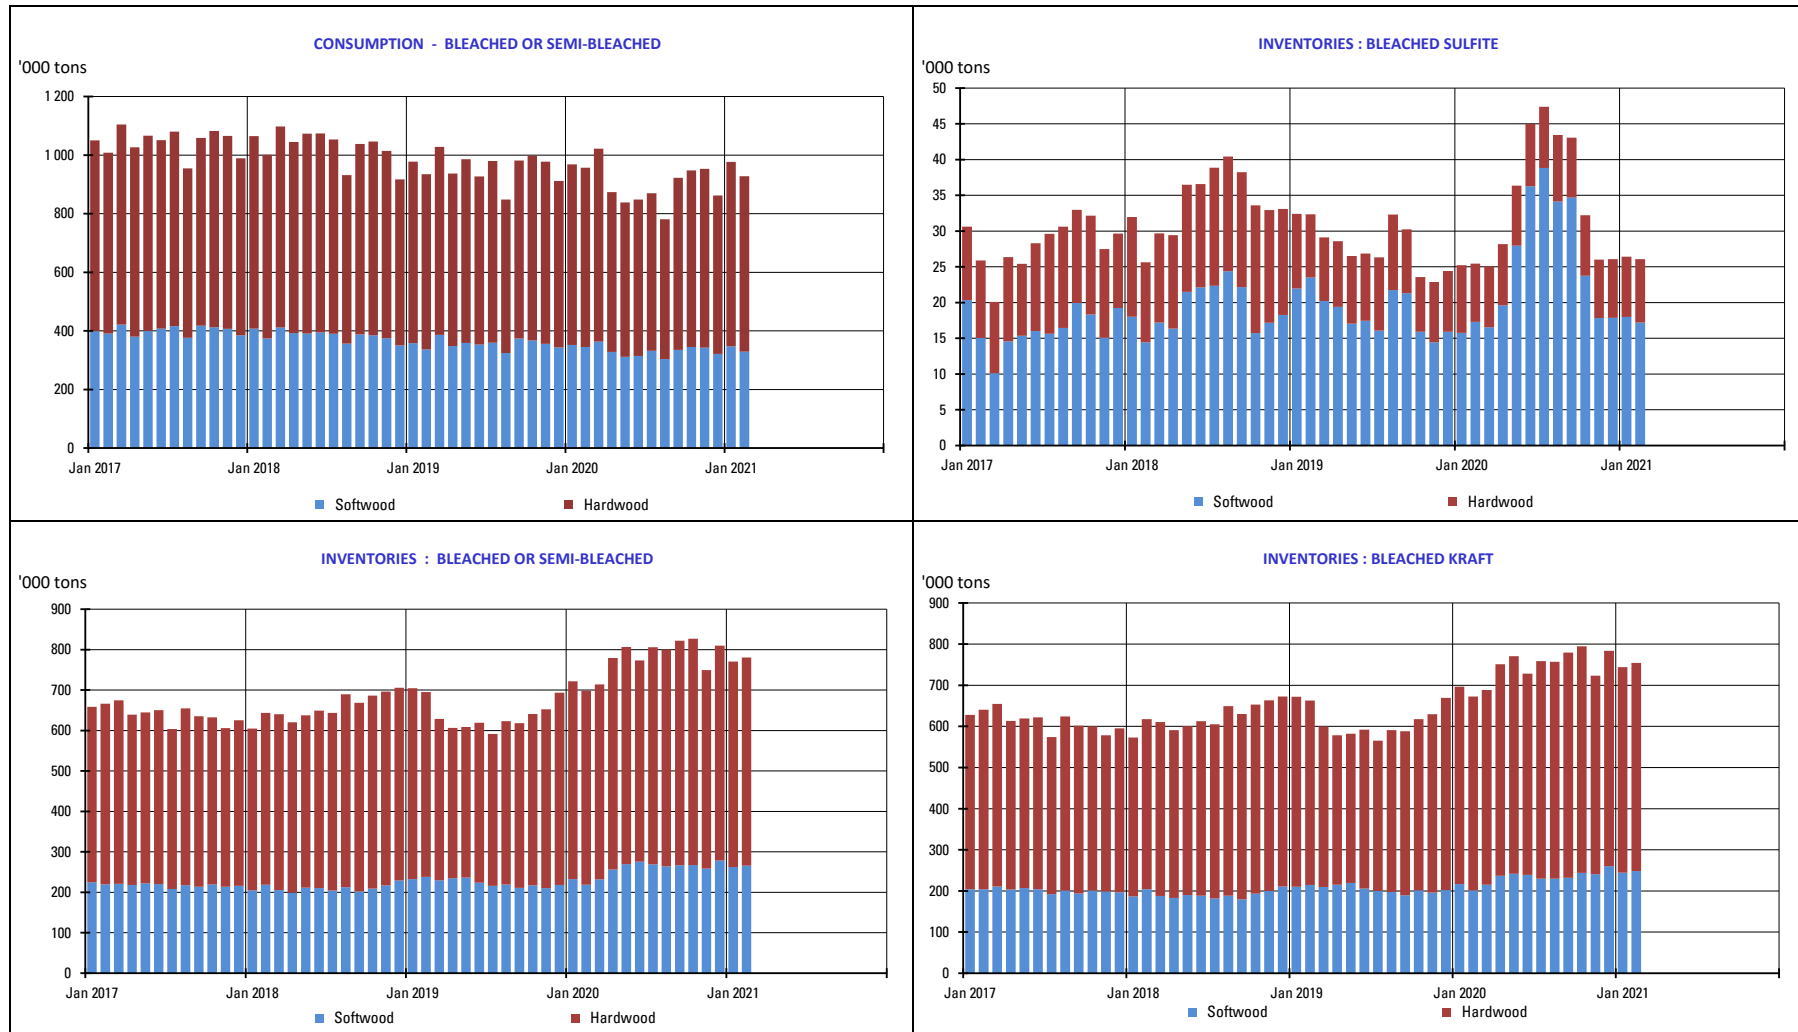 CONSUMPTION - BLEACHED OR SEMI-BLEACHED
'000 tons
1 200
1 000
800
600
400
200
0
Jan 2017 Jan 2018 Jan 2019 Jan 2020 Jan 2021
Softwood Hardwood
INVENTORIES : BLEACHED SULFITE
'000 tons
50
45
40
35
30
25
20
15
10
5
0
Jan 2017 Jan 2018 Jan 2019 Jan 2020 Jan 2021
Softwood Hardwood
INVENTORIES : BLEACHED OR SEMI-BLEACHED
'000 tons
900
800
700
600
500
400
300
200
100
0
Jan 2017 Jan 2018 Jan 2019 Jan 2020 Jan 2021
Softwood Hardwood
INVENTORIES : BLEACHED KRAFT
'000 tons
900
800
700
600
500
400
300
200
100
0
Jan 2017 Jan 2018 Jan 2019 Jan 2020 Jan 2021
Softwood Hardwood